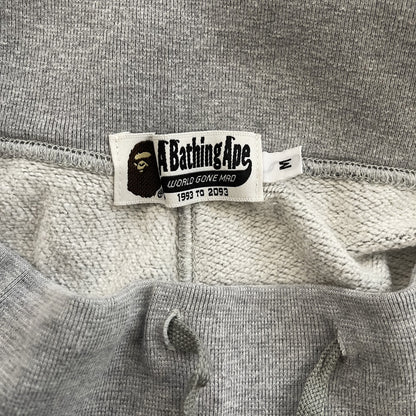 A Bathing Ape
WORLD GONE MAD
1993 TO 2093
M